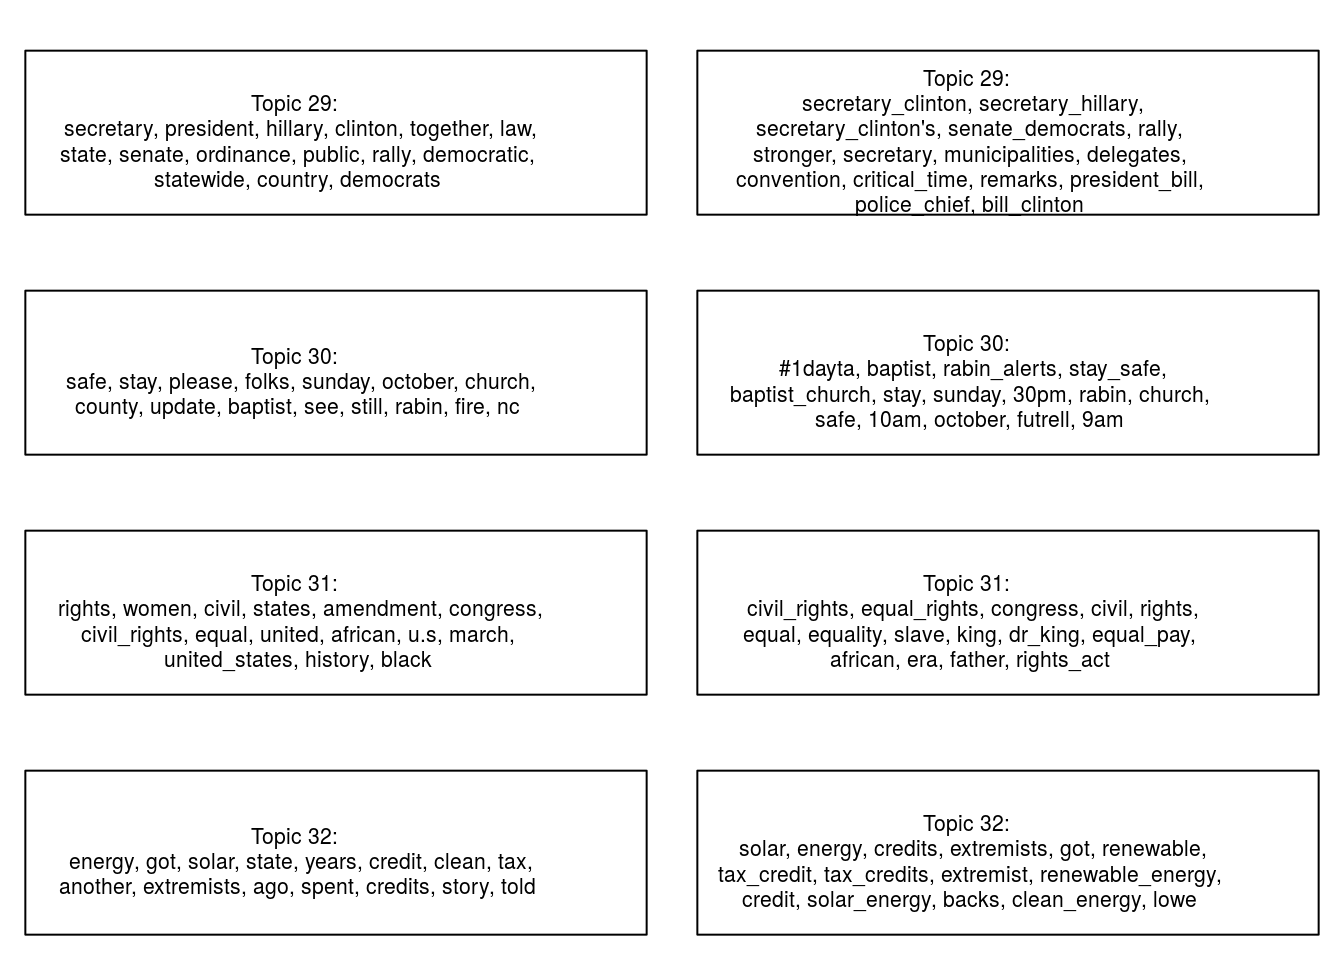 Topic 29:
secretary, president, hillary, clinton, together, law,
state, senate, ordinance, public, rally, democratic,
statewide, country, democrats
Topic 29:
secretary_clinton, secretary_hillary,
secretary_clinton's, senate_democrats, rally,
stronger, secretary, municipalities, delegates,
convention, critical_time, remarks, president_bill,
police_chief, bill_clinton
Topic 30:
safe, stay, please, folks, sunday, october, church,
county, update, baptist, see, still, rabin, fire, nc
Topic 30:
#1dayta, baptist, rabin_alerts, stay_safe,
baptist_church, stay, sunday, 30pm, rabin, church,
safe, 10am, october, futrell, 9am
Topic 31:
rights, women, civil, states, amendment, congress,
civil_rights, equal, united, african, u.s, march,
united_states, history, black
Topic 31:
civil_rights, equal_rights, congress, civil, rights,
equal, equality, slave, king, dr_king, equal_pay,
african, era, father, rights_act
Topic 32:
energy, got, solar, state, years, credit, clean, tax,
another, extremists, ago, spent, credits, story, told
Topic 32:
solar, energy, credits, extremists, got, renewable,
tax_credit, tax_credits, extremist, renewable_energy,
credit, solar_energy, backs, clean_energy, lowe